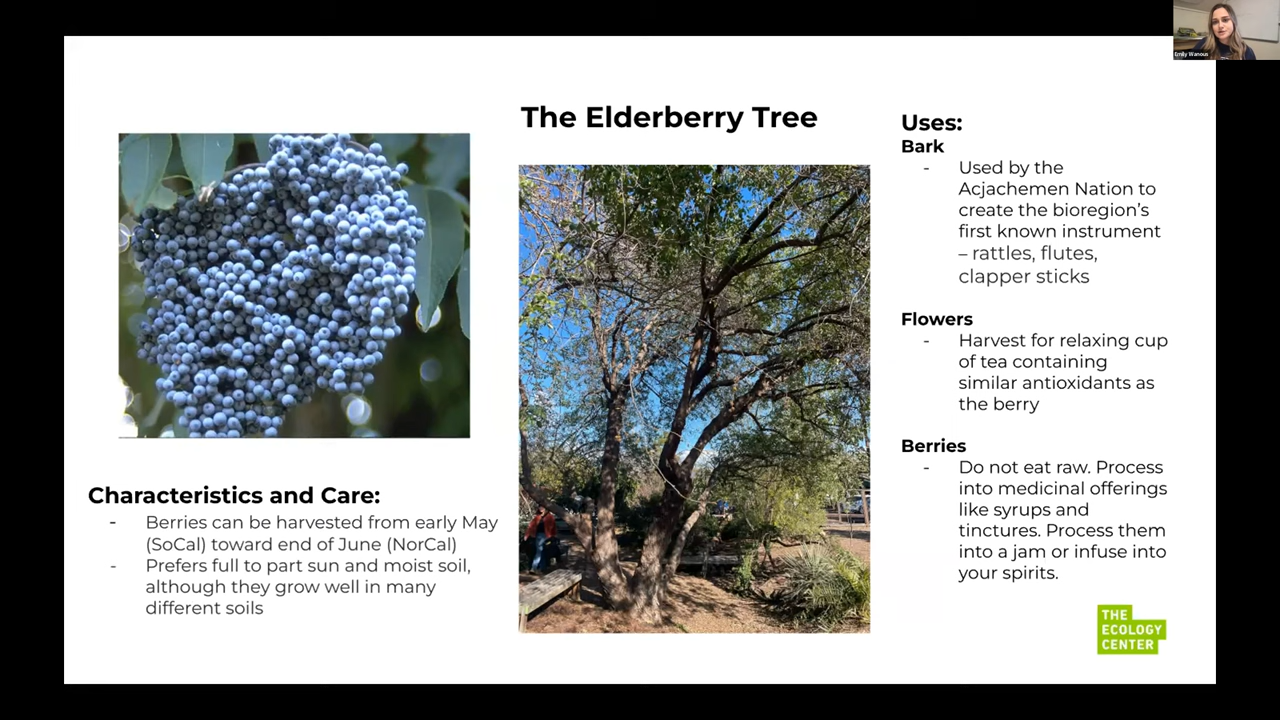 Emily Wanous
The Elderberry Tree
Characteristics and Care:
- Berries can be harvested from early May
(SoCal) toward end of June (NorCal)
- Prefers full to part sun and moist soil,
although they grow well in many
different soils
Uses:
Bark
- Used by the
Acjachemen Nation to
create the bioregion’s
first known instrument
– rattles, flutes,
clapper sticks
Flowers
- Harvest for relaxing cup
of tea containing
similar antioxidants as
the berry
Berries
- Do not eat raw. Process
into medicinal offerings
like syrups and
tinctures. Process them
into a jam or infuse into
your spirits.
THE
ECOLOGY
CENTER